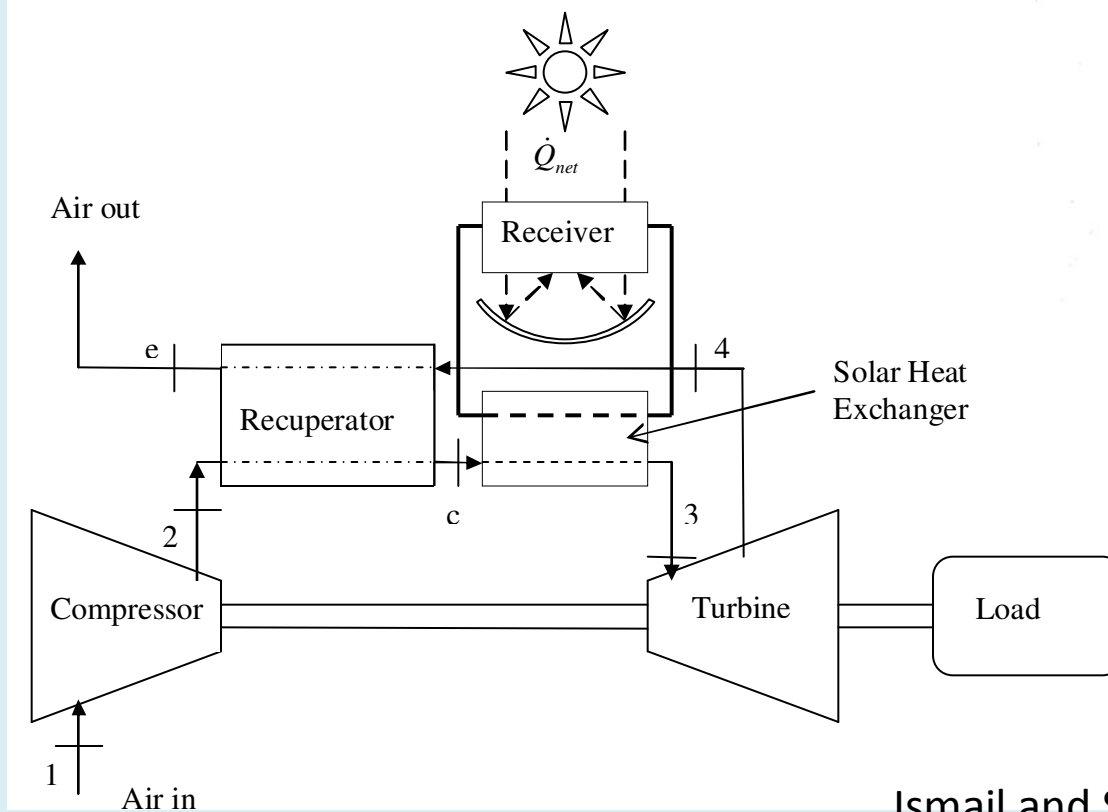 Q̇net
Air out
Receiver
e
4
Solar Heat
Exchanger
Recuperator
c
3
2
Compressor
Turbine
Load
1
Air in
Ismail and